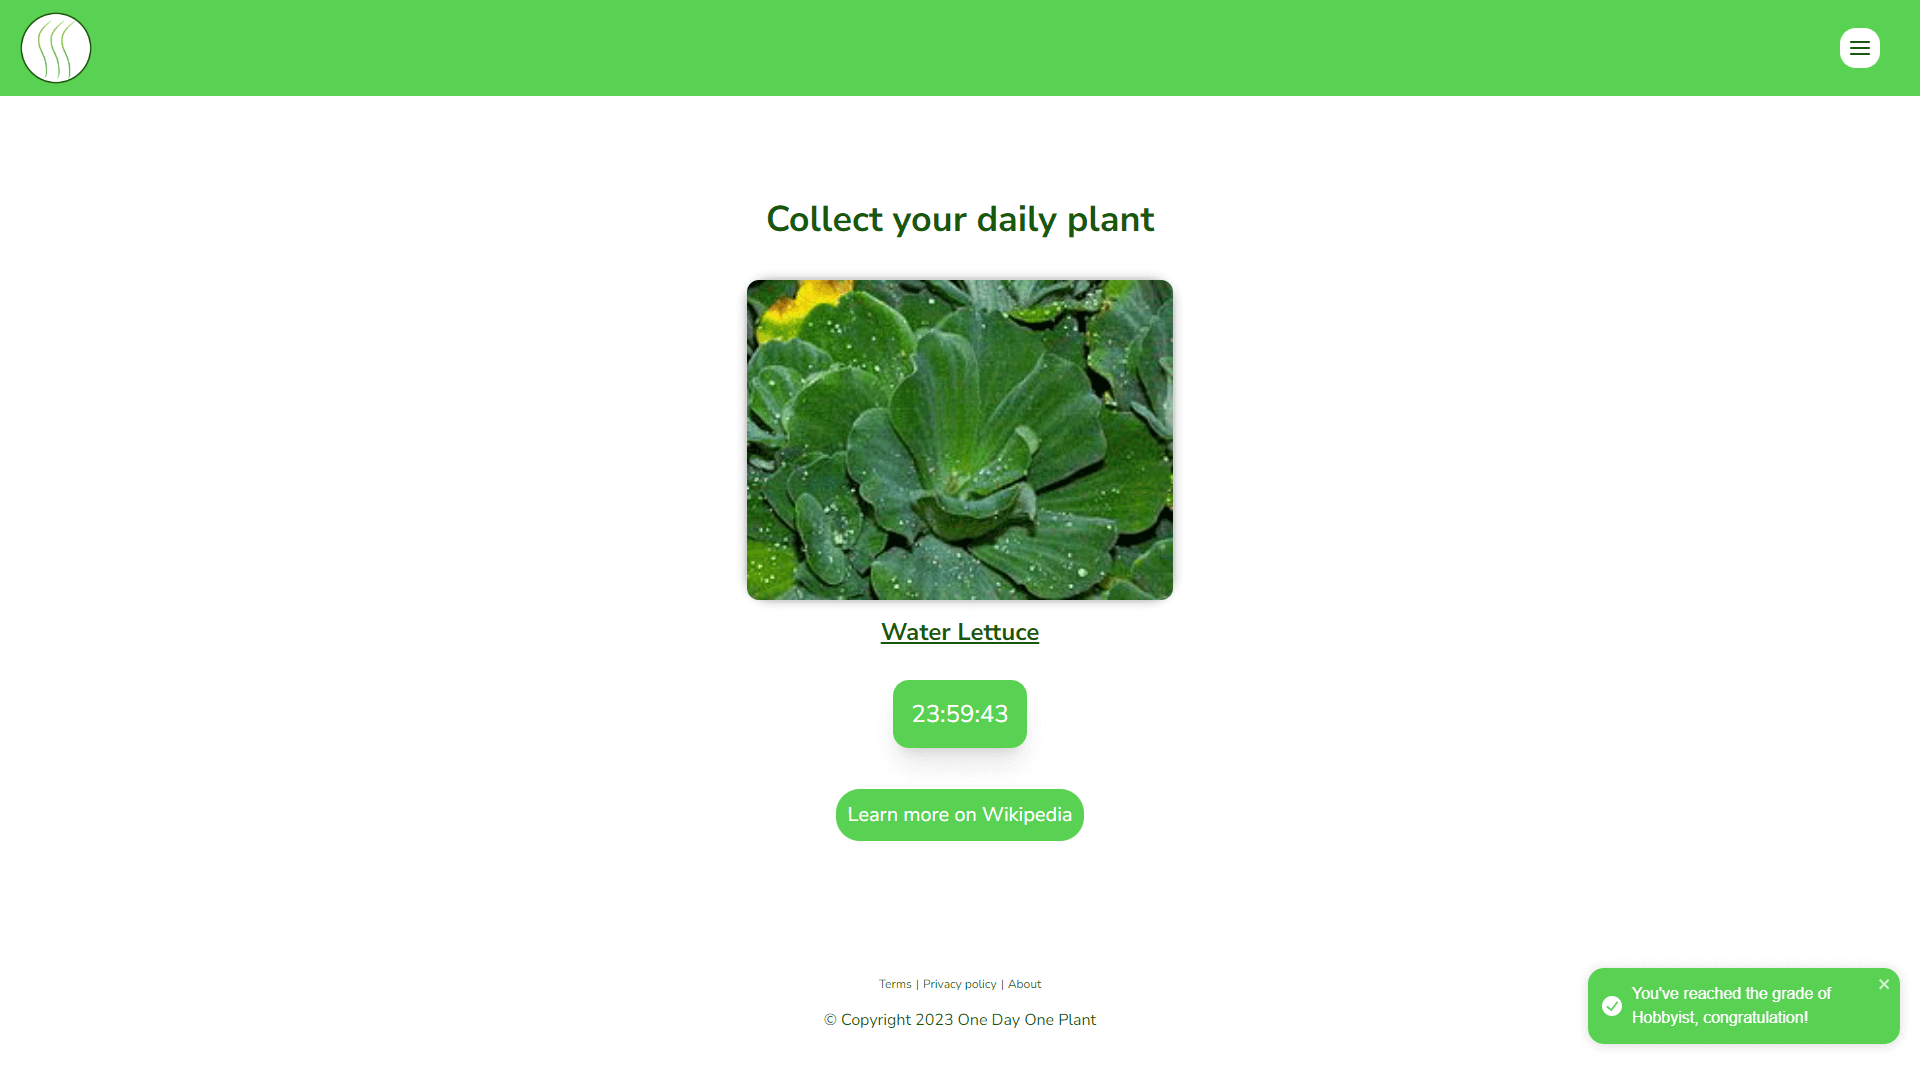 Collect your daily plant
Water Lettuce
23:59:43
Learn more on Wikipedia
Terms | Privacy policy | About
© Copyright 2023 One Day One Plant
You've reached the grade of
Hobbyist, congratulation!